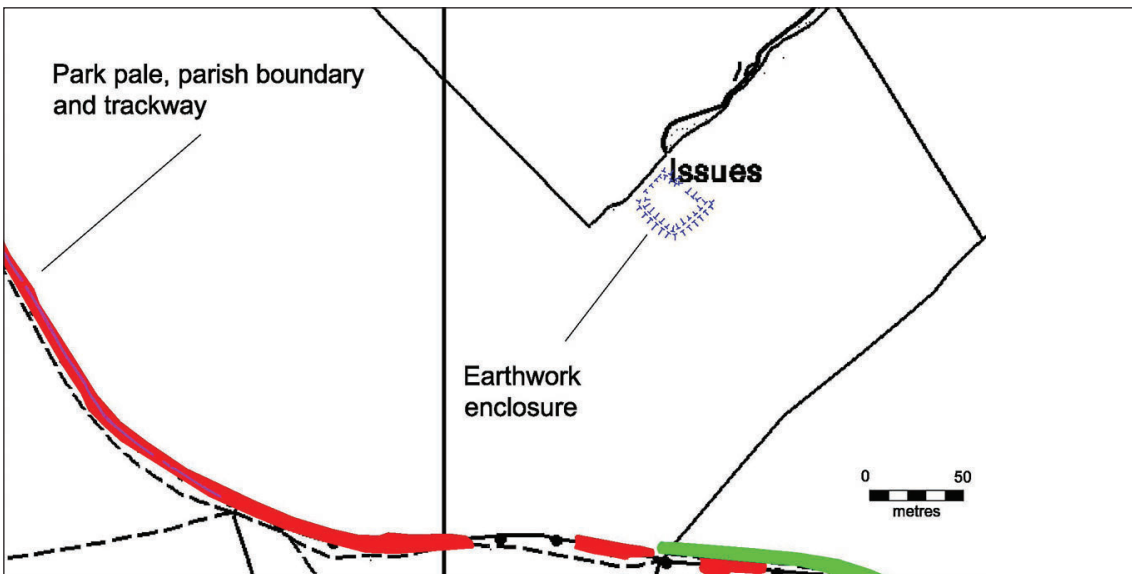 Park pale, parish boundary
and trackway
Issues
Earthwork
enclosure
0 50
metres